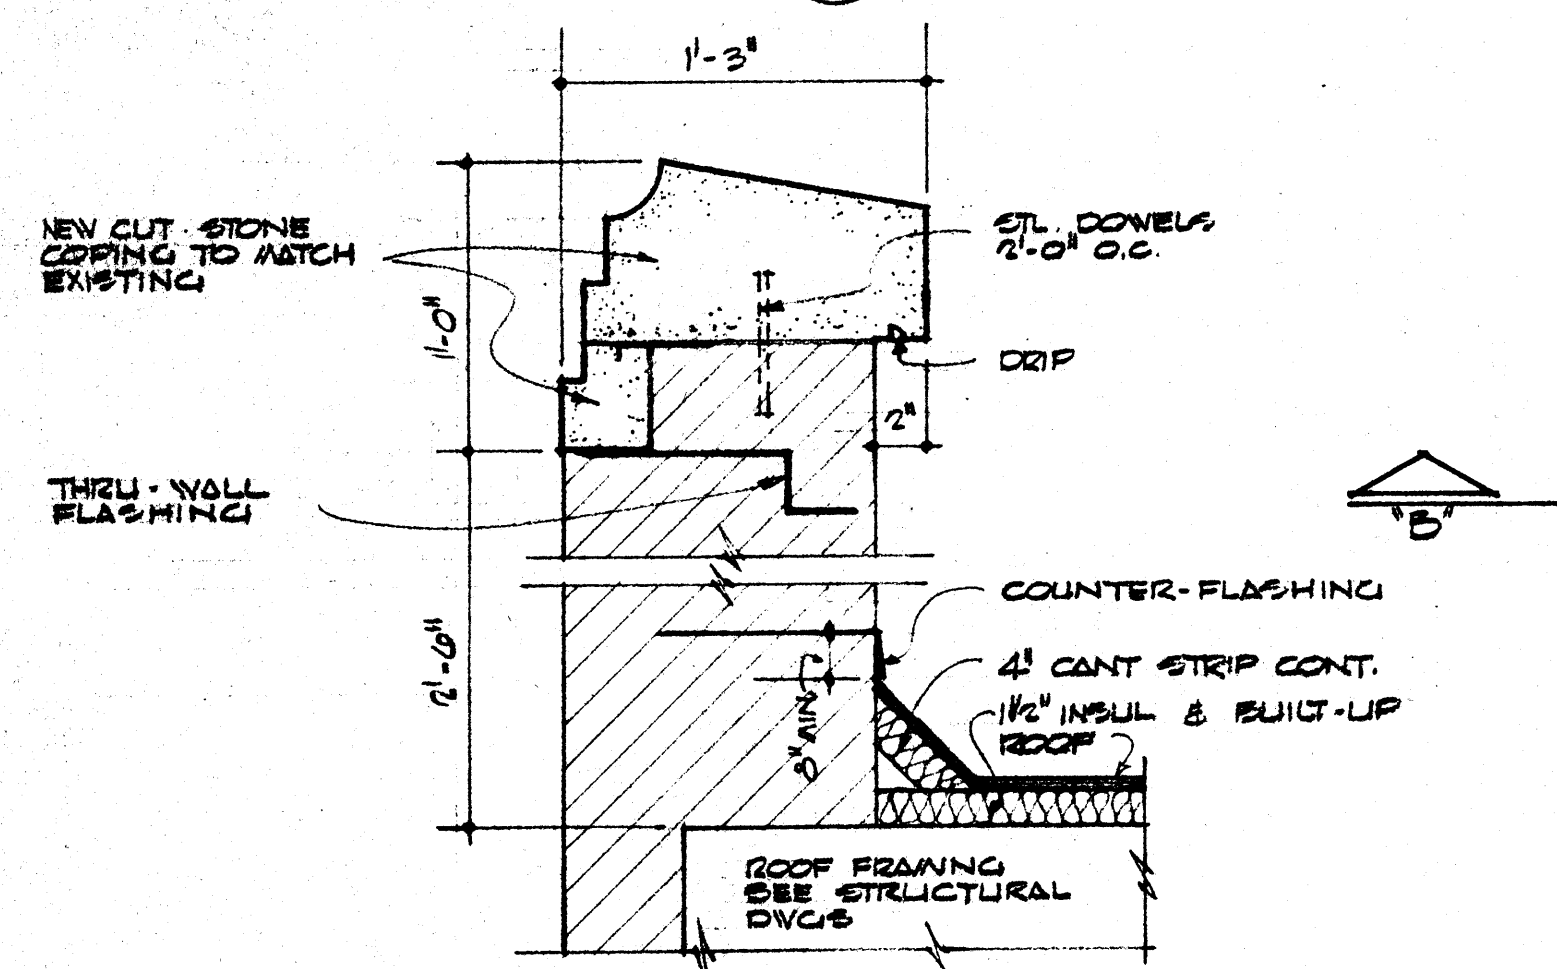 1'-3"
NEW CUT STONE
COPING TO MATCH
EXISTING
STL. DOWELS
2'-0" O.C.
1'-0"
DRIP
2"
THRU-WALL
FLASHING
"B"
COUNTER-FLASHING
4" CANT STRIP CONT.
1½" INSUL & BUILT-UP
ROOF
8" MIN
ROOF FRAMING
SEE STRUCTURAL
DWGS